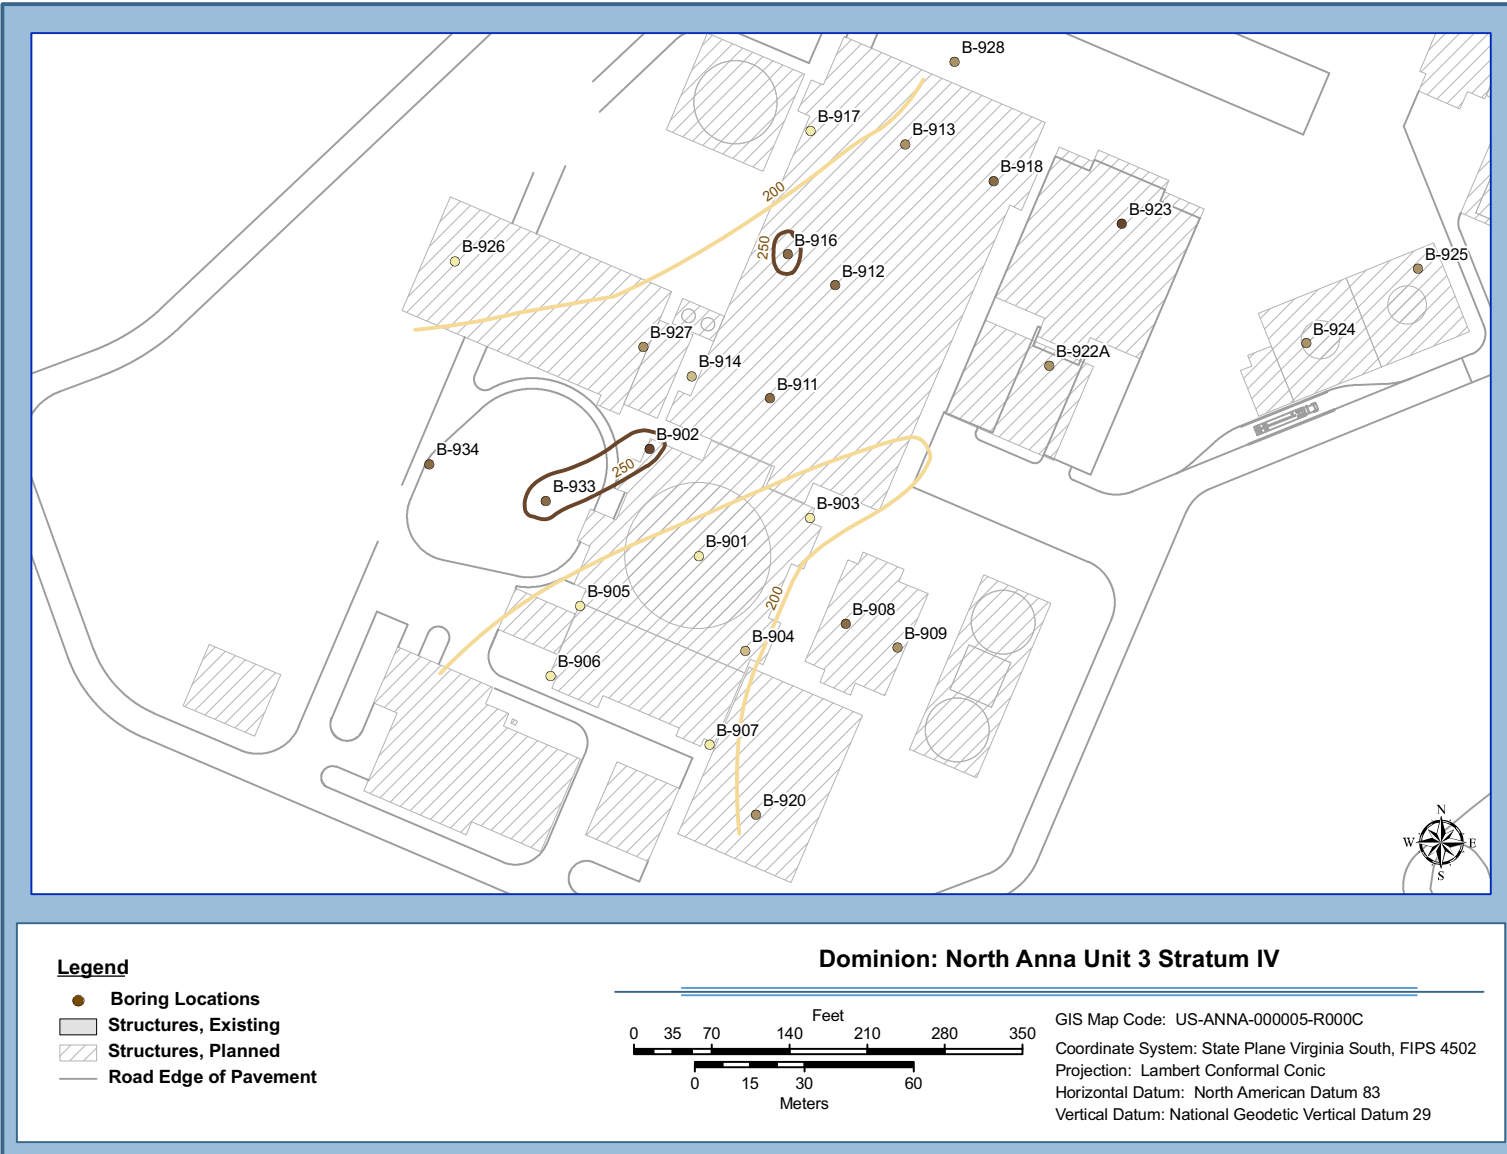 B-928
B-917
B-913
B-918
200
B-923
B-926
250
B-916
B-925
B-912
B-927
B-924
B-914
B-922A
B-911
B-902
B-934
250
B-933
B-903
B-901
B-905
200
B-908
B-904
B-909
B-906
B-907
B-920
N
W E
S
Legend
Boring Locations
Structures, Existing
Structures, Planned
Road Edge of Pavement
Dominion: North Anna Unit 3 Stratum IV
Feet
0 35 70 140 210 280 350
0 15 30 60
Meters
GIS Map Code: US-ANNA-000005-R000C
Coordinate System: State Plane Virginia South, FIPS 4502
Projection: Lambert Conformal Conic
Horizontal Datum: North American Datum 83
Vertical Datum: National Geodetic Vertical Datum 29